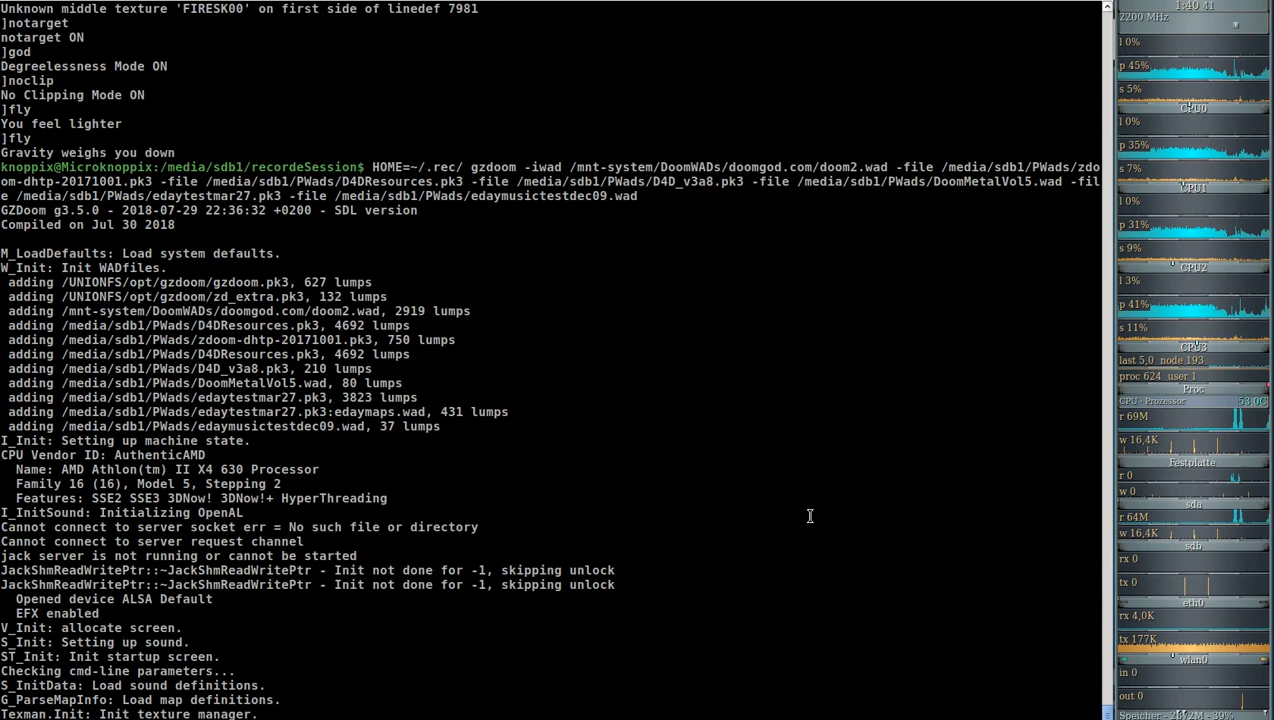 Unknown middle texture 'FIRESK00' on first side of linedef 7981
]notarget
notarget ON
]god
Degreelessness Mode ON
]noclip
No Clipping Mode ON
]fly
You feel lighter
]fly
Gravity weighs you down
knoppix@Microknoppix:/media/sdb1/recordeSession$ HOME=~/.rec/ gzdoom -iwad /mnt-system/DoomWADs/doomgod.com/doom2.wad -file /media/sdb1/PWads/zdo
om-dhtp-20171001.pk3 -file /media/sdb1/PWads/D4DResources.pk3 -file /media/sdb1/PWads/D4D_v3a8.pk3 -file /media/sdb1/PWads/DoomMetalVol5.wad -fil
e /media/sdb1/PWads/edaytestmar27.pk3 -file /media/sdb1/PWads/edaymusictestdec09.wad
GZDoom g3.5.0 - 2018-07-29 22:36:32 +0200 - SDL version
Compiled on Jul 30 2018
M_LoadDefaults: Load system defaults.
W_Init: Init WADfiles.
adding /UNIONFS/opt/gzdoom/gzdoom.pk3, 627 lumps
adding /UNIONFS/opt/gzdoom/zd_extra.pk3, 132 lumps
adding /mnt-system/DoomWADs/doomgod.com/doom2.wad, 2919 lumps
adding /media/sdb1/PWads/D4DResources.pk3, 4692 lumps
adding /media/sdb1/PWads/zdoom-dhtp-20171001.pk3, 750 lumps
adding /media/sdb1/PWads/D4DResources.pk3, 4692 lumps
adding /media/sdb1/PWads/D4D_v3a8.pk3, 210 lumps
adding /media/sdb1/PWads/DoomMetalVol5.wad, 80 lumps
adding /media/sdb1/PWads/edaytestmar27.pk3, 3823 lumps
adding /media/sdb1/PWads/edaytestmar27.pk3:edaymaps.wad, 431 lumps
adding /media/sdb1/PWads/edaymusictestdec09.wad, 37 lumps
I_Init: Setting up machine state.
CPU Vendor ID: AuthenticAMD
Name: AMD Athlon(tm) II X4 630 Processor
Family 16 (16), Model 5, Stepping 2
Features: SSE2 SSE3 3DNow! 3DNow!+ HyperThreading
I_InitSound: Initializing OpenAL
Cannot connect to server socket err = No such file or directory
Cannot connect to server request channel
jack server is not running or cannot be started
JackShmReadWritePtr::~JackShmReadWritePtr - Init not done for -1, skipping unlock
JackShmReadWritePtr::~JackShmReadWritePtr - Init not done for -1, skipping unlock
Opened device ALSA Default
EFX enabled
V_Init: allocate screen.
S_Init: Setting up sound.
ST_Init: Init startup screen.
Checking cmd-line parameters...
S_InitData: Load sound definitions.
G_ParseMapInfo: Load map definitions.
Texman.Init: Init texture manager.
1:40 41
2200 MHz
l 0%
p 45%
s 5%
CPU0
l 0%
p 35%
s 7%
CPU1
l 0%
p 31%
s 9%
CPU2
l 3%
p 41%
s 11%
CPU3
last 5,0 node 193
proc 624 user 1
Proc
CPU - Prozessor 53.0C
r 69M
w 16,4K
Festplatte
r 0
w 0
sda
r 64M
w 16,4K
sdb
rx 0
tx 0
eth0
rx 4,0K
tx 177K
wlan0
in 0
out 0